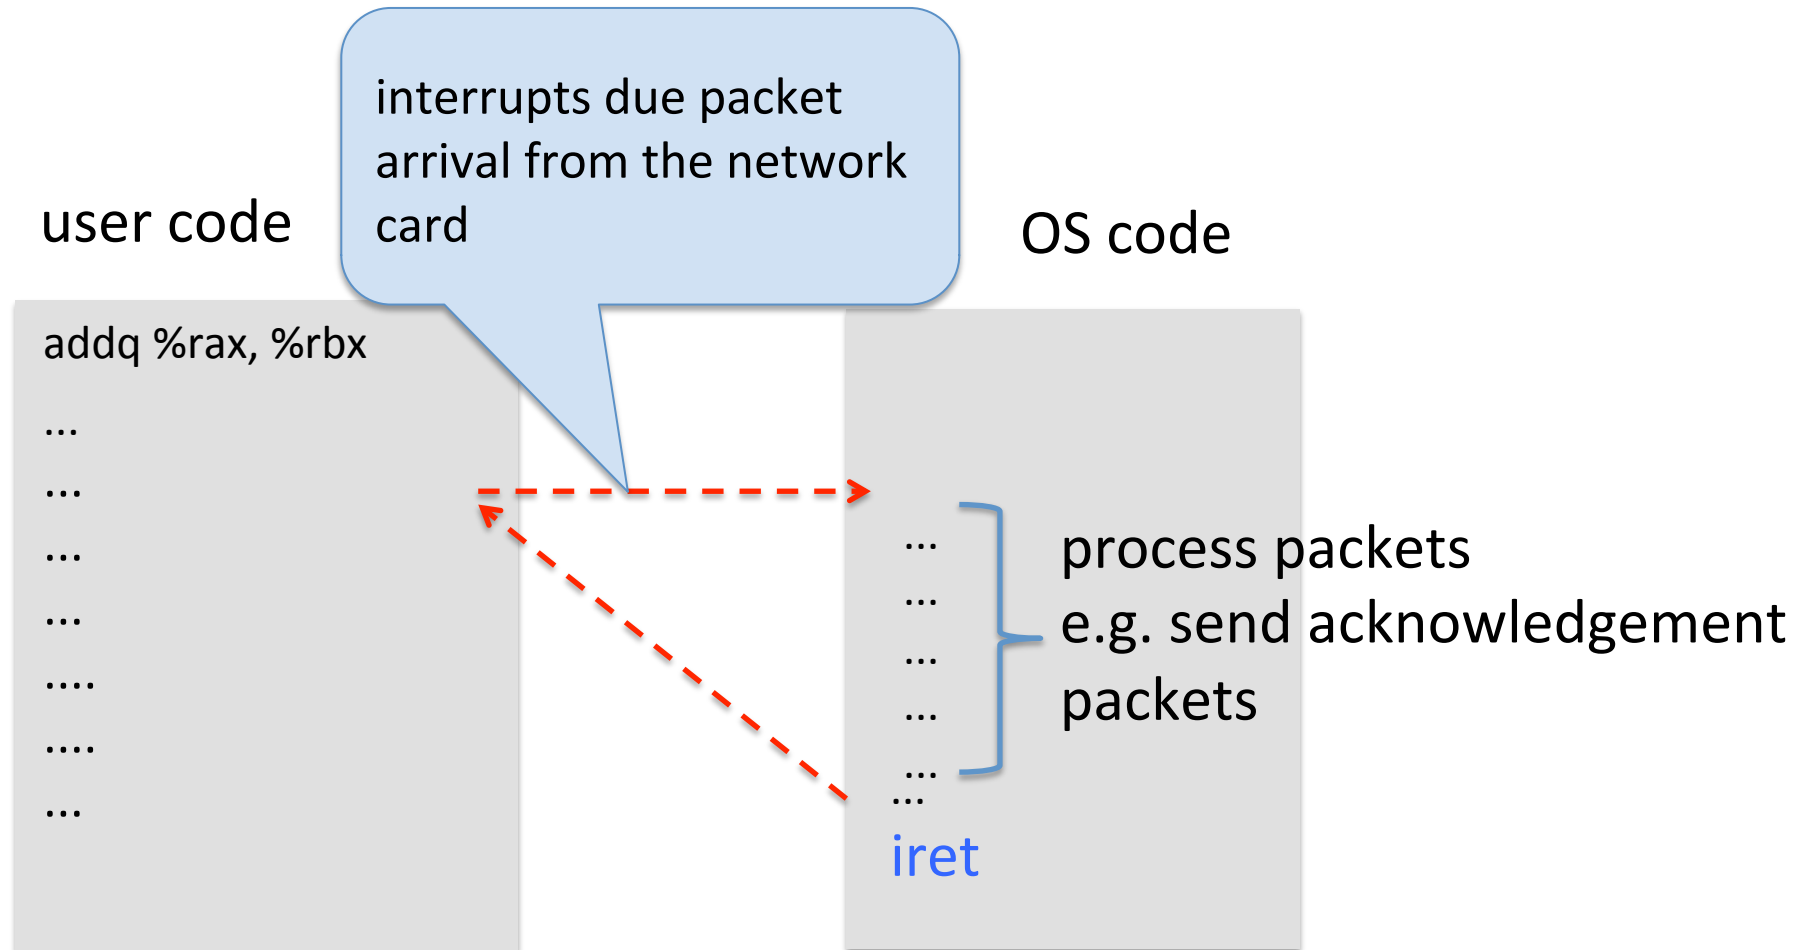 interrupts due packet
arrival from the network
card
user code
OS code
addq %rax, %rbx
...
...
...
...
....
....
...
...
...
...
...
...
...
iret
process packets
e.g. send acknowledgement
packets